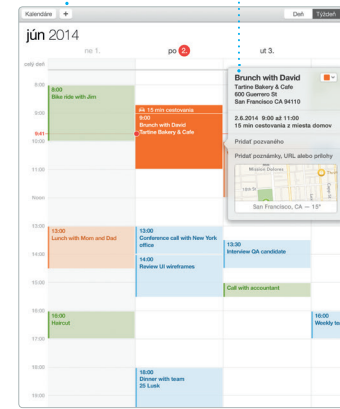 Kalendáre +
Deň Týždeň
jún 2014
ne 1.
po 2.
ut 3.
celý deň
8:00
9:00
9:41
10:00
11:00
Noon
13:00
14:00
15:00
16:00
17:00
18:00
19:00
8:00
Bike ride with Jim
13:00
Lunch with Mom and Dad
16:00
Haircut
15 min cestovania
9:00
Brunch with David
Tartine Bakery & Cafe
13:00
Conference call with New York
office
14:00
Review UI wireframes
18:00
Dinner with team
25 Lusk
13:30
Interview QA candidate
Call with accountant
16:00
Weekly
Brunch with David
Tartine Bakery & Cafe
600 Guerrero St
San Francisco CA 94110
2.6.2014 9:00 až 11:00
15 min cestovania z miesta domov
Pridať pozvaného
Pridať poznámky, URL alebo prílohy
Mission Dolores
San Francisco, CA — 15°